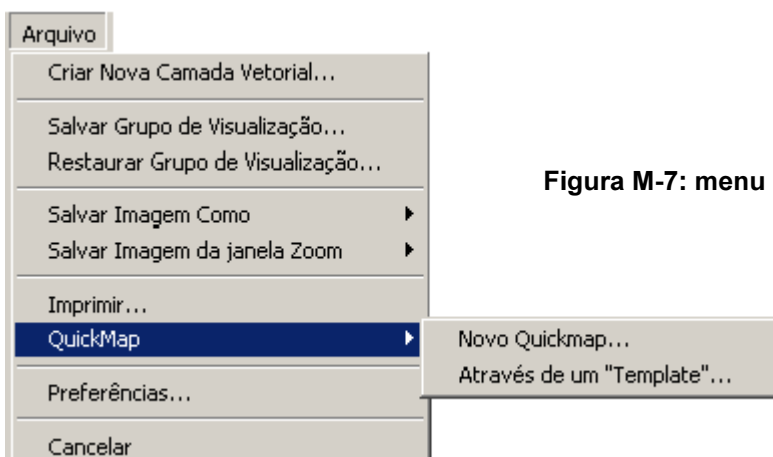 Arquivo
Criar Nova Camada Vetorial...
Salvar Grupo de Visualização...
Restaurar Grupo de Visualização...
Figura M-7: menu
Salvar Imagem Como
Salvar Imagem da janela Zoom
Imprimir...
QuickMap
Novo Quickmap...
Através de um "Template"...
Preferências...
Cancelar